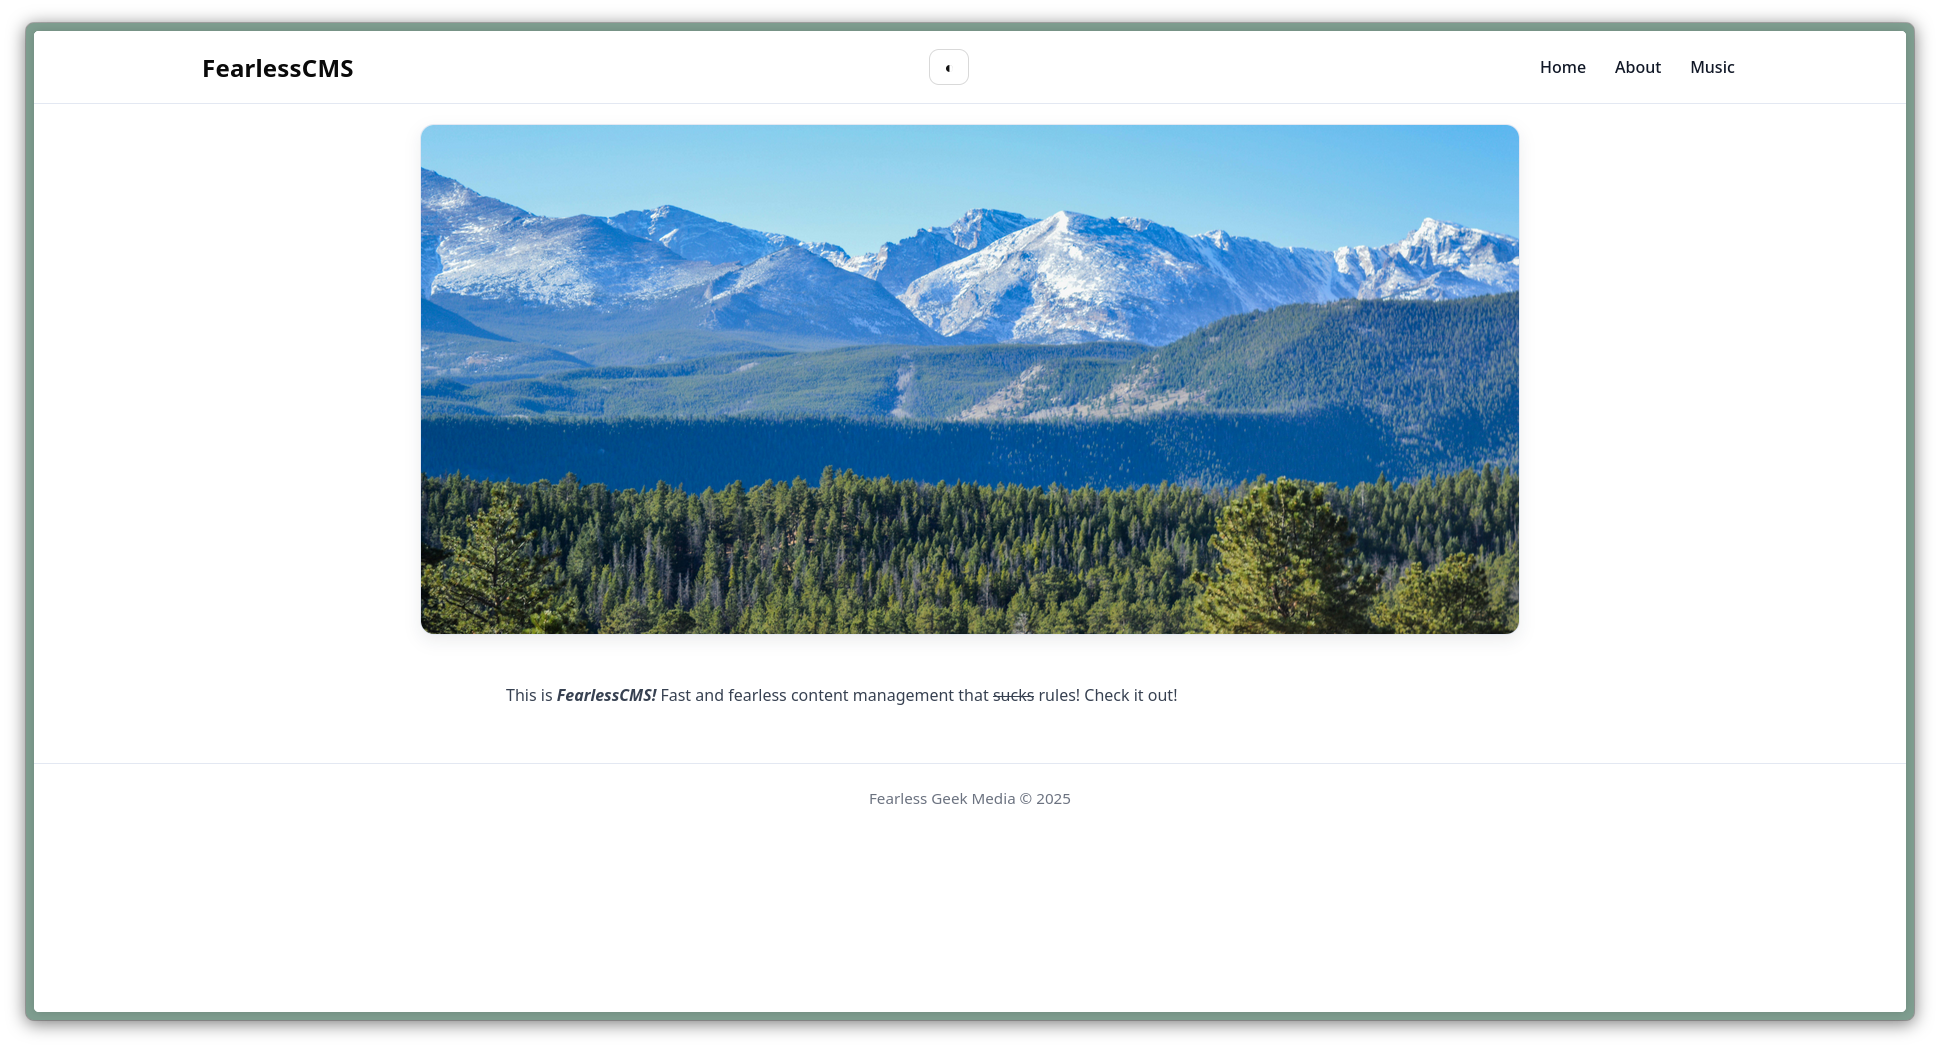 FearlessCMS
Home About Music
This is FearlessCMS! Fast and fearless content management that sucks rules! Check it out!
Fearless Geek Media © 2025